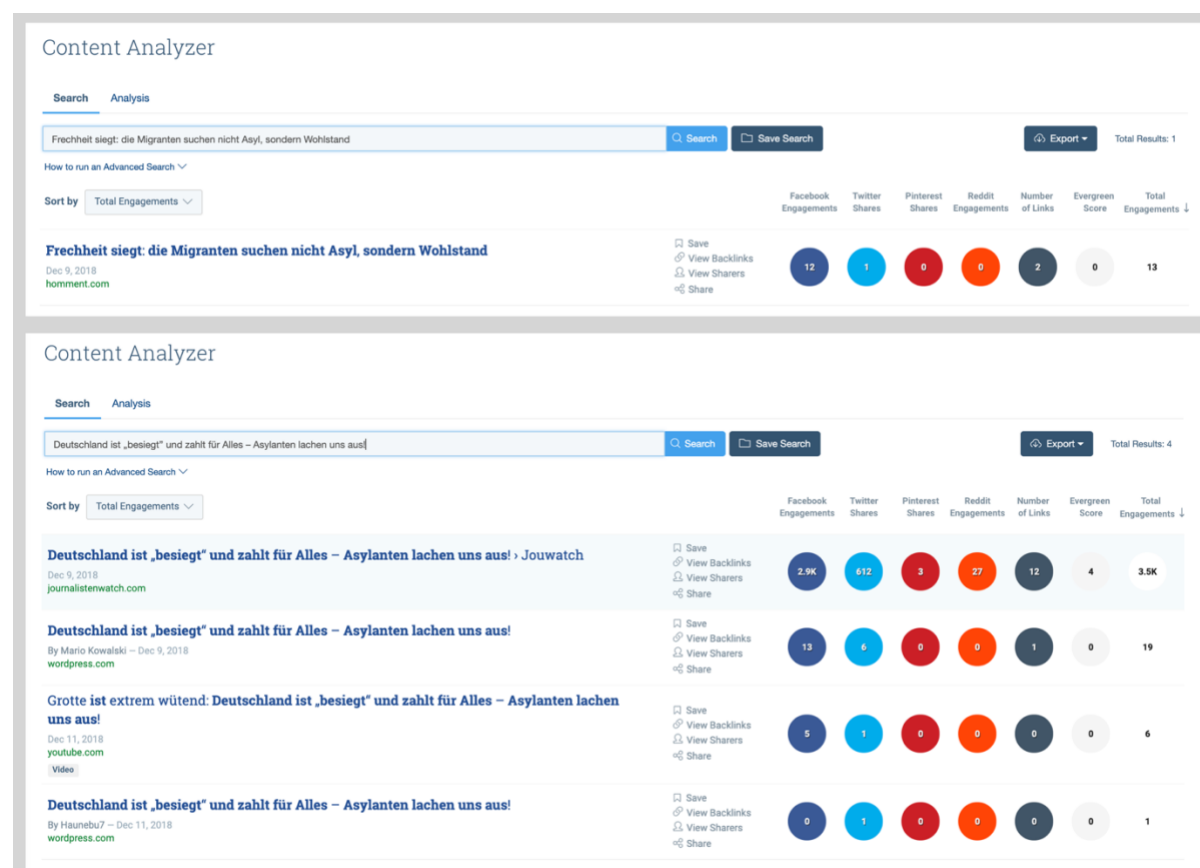 Content Analyzer
Search Analysis
Frechheit siegt: die Migranten suchen nicht Asyl, sondern Wohlstand Search Save Search Export Total Results: 1
How to run an Advanced Search
Sort by Total Engagements
Facebook Engagements Twitter Shares Pinterest Shares Reddit Engagements Number of Links Evergreen Score Total Engagements ↓
Frechheit siegt: die Migranten suchen nicht Asyl, sondern Wohlstand
Dec 9, 2018
homment.com
Save
View Backlinks
View Sharers
Share
12 1 0 0 2 0 13
Content Analyzer
Search Analysis
Deutschland ist „besiegt“ und zahlt für Alles – Asylanten lachen uns aus! Search Save Search Export Total Results: 4
How to run an Advanced Search
Sort by Total Engagements
Facebook Engagements Twitter Shares Pinterest Shares Reddit Engagements Number of Links Evergreen Score Total Engagements ↓
Deutschland ist „besiegt“ und zahlt für Alles – Asylanten lachen uns aus! › Jouwatch
Dec 9, 2018
journalistenwatch.com
Save
View Backlinks
View Sharers
Share
2.9K 612 3 27 12 4 3.5K
Deutschland ist „besiegt“ und zahlt für Alles – Asylanten lachen uns aus!
By Mario Kowalski – Dec 9, 2018
wordpress.com
Save
View Backlinks
View Sharers
Share
13 6 0 0 1 0 19
Grotte ist extrem wütend: Deutschland ist „besiegt“ und zahlt für Alles – Asylanten lachen
uns aus!
Dec 11, 2018
youtube.com
Video
Save
View Backlinks
View Sharers
Share
5 1 0 0 0 0 6
Deutschland ist „besiegt“ und zahlt für Alles – Asylanten lachen uns aus!
By Haunebu7 – Dec 11, 2018
wordpress.com
Save
View Backlinks
View Sharers
Share
0 1 0 0 0 0 1